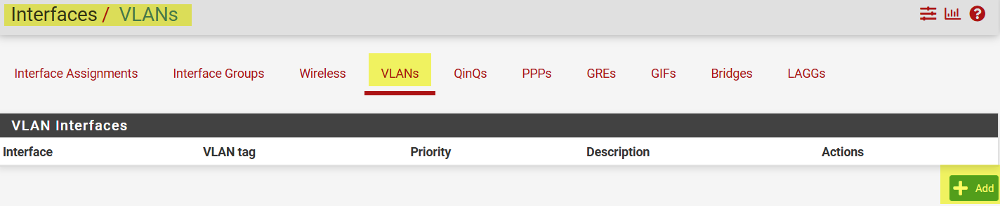 Interfaces / VLANs
Interface Assignments Interface Groups Wireless VLANs QinQs PPPs GREs GIFs Bridges LAGGs
VLAN Interfaces
Interface VLAN tag Priority Description Actions
Add